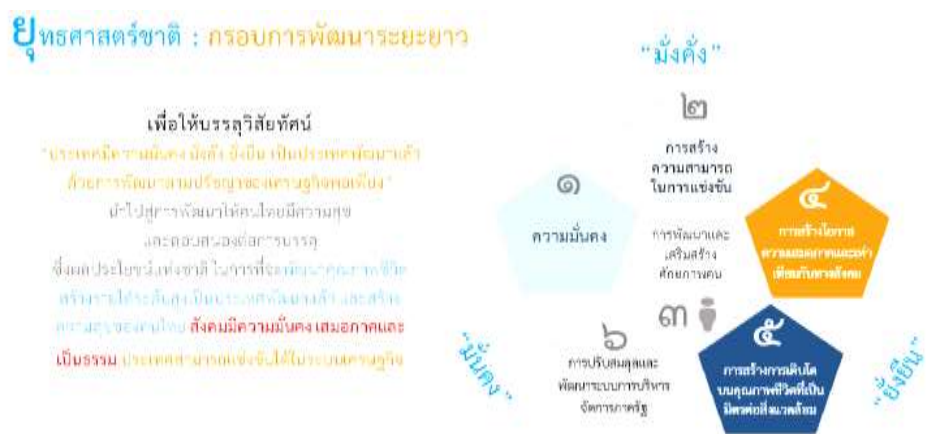 ยุทธศาสตร์ชาติ : กรอบการพัฒนาระยะยาว
เพื่อให้บรรลุวิสัยทัศน์
"ประเทศมีความมั่นคง มั่งคั่ง ยั่งยืน เป็นประเทศพัฒนาแล้ว
ด้วยการพัฒนาตามปรัชญาของเศรษฐกิจพอเพียง"
นำไปสู่การพัฒนาให้คนไทยมีความสุข
และตอบสนองต่อการบรรลุ
ซึ่งผลประโยชน์แห่งชาติ ในการที่จะพัฒนาคุณภาพชีวิต
สร้างรายได้ระดับสูงเป็นประเทศพัฒนาแล้ว และสร้าง
ความสุขของคนไทย สังคมมีความมั่นคง เสมอภาคและ
เป็นธรรม ประเทศสามารถแข่งขันได้ในระบบเศรษฐกิจ
"มั่งคั่ง"
๒
การสร้าง
ความสามารถ
ในการแข่งขัน
๑
ความมั่นคง
การพัฒนาและ
เสริมสร้าง
ศักยภาพคน
๓
๔
การสร้างโอกาส
ความเสมอภาคและเท่า
เทียมกันทางสังคม
๖
การปรับสมดุลและ
พัฒนาระบบการบริหาร
จัดการภาครัฐ
๕
การสร้างการเติบโต
บนคุณภาพชีวิตที่เป็น
มิตรต่อสิ่งแวดล้อม
"มั่นคง"
"ยั่งยืน"